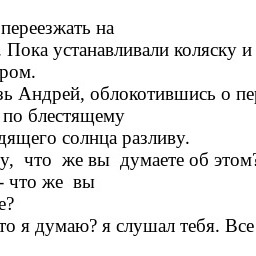 переезжать на
. Пока устанавливали коляску и
ром.
зь Андрей, облокотившись о пер
по блестящему
дящего солнца разливу.
у, что же вы думаете об этом?
- что же вы
е?
то я думаю? я слушал тебя. Все